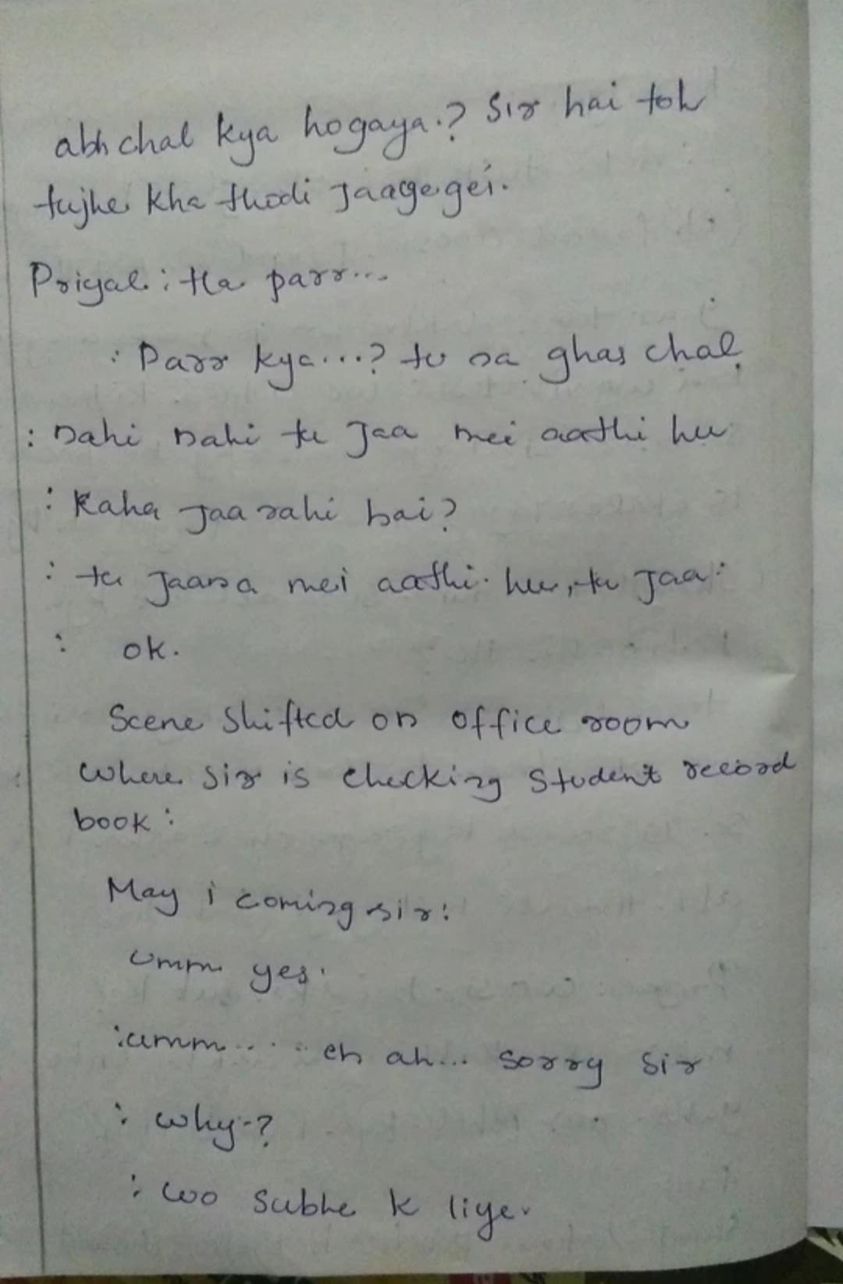 abh chal kya hogaya.? Sir hai toh
tujhe kha thodi Jaagegei.
Priyal : Ha parr...
: Parr kya...? tu na ghar chal
: nahi nahi tu Jaa mei aathi hu
: Kaha Jaa rahi hai?
: tu Jaana mei aathi hu, tu Jaa.
: ok.
Scene Shifted on office room
where sir is checking Student record
book :
May i coming sir :
umm yes.
: umm.... eh ah... sorry Sir
: why-?
: woo subhe k liye.